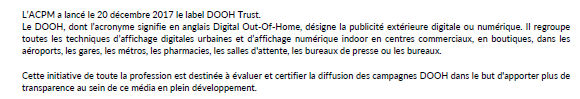 L'ACPM a lancé le 20 décembre 2017 le label DOOH Trust.
Le DOOH, dont l'acronyme signifie en anglais Digital Out-Of-Home, désigne la publicité extérieure digitale ou numérique. Il regroupe
toutes les techniques d'affichage digitales urbaines et d'affichage numérique indoor en centres commerciaux, en boutiques, dans les
aéroports, les gares, les métros, les pharmacies, les salles d'attente, les bureaux de presse ou les bureaux.
Cette initiative de toute la profession est destinée à évaluer et certifier la diffusion des campagnes DOOH dans le but d'apporter plus de
transparence au sein de ce média en plein développement.